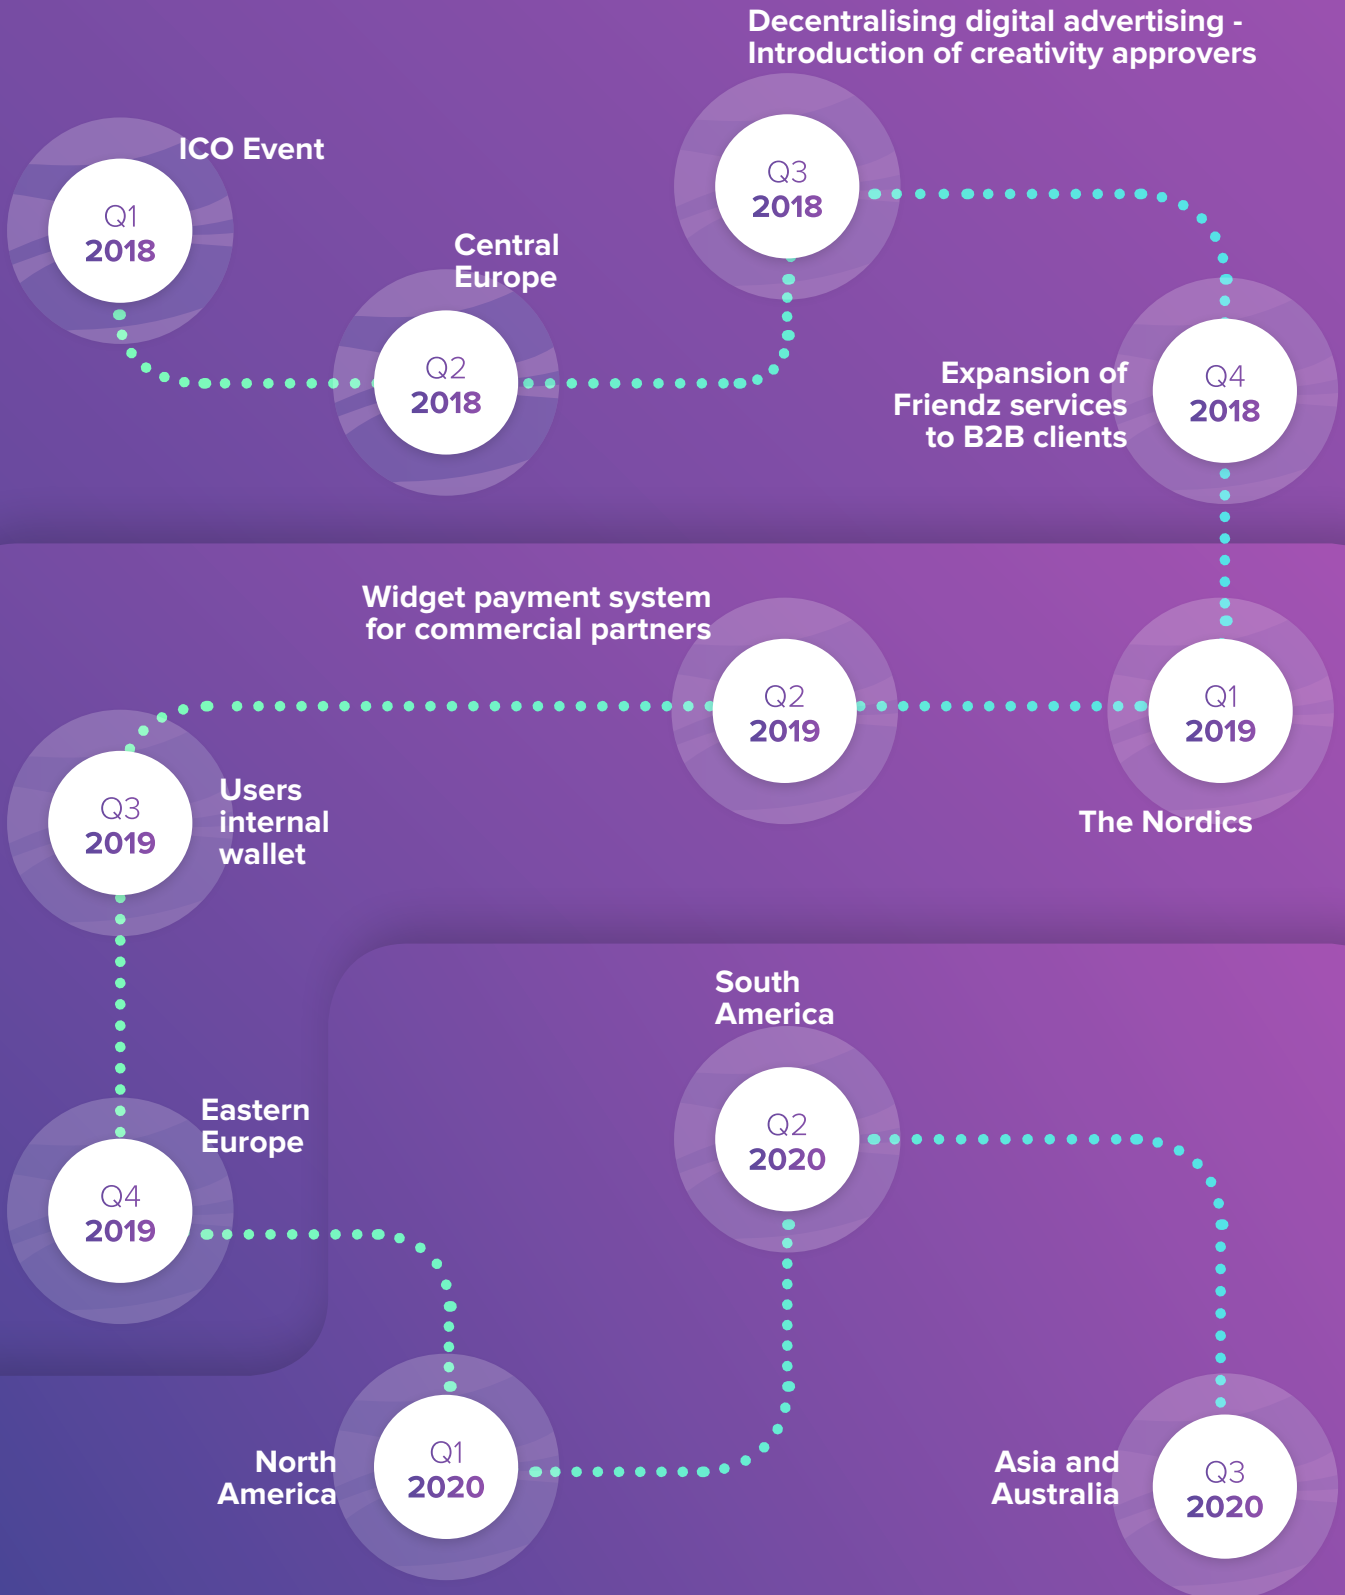 ICO Event
Q1
2018
Central
Europe
Q2
2018
Decentralising digital advertising -
Introduction of creativity approvers
Q3
2018
Expansion of
Friendz services
to B2B clients
Q4
2018
The Nordics
Q1
2019
Widget payment system
for commercial partners
Q2
2019
Users
internal
wallet
Q3
2019
Eastern
Europe
Q4
2019
North
America
Q1
2020
South
America
Q2
2020
Asia and
Australia
Q3
2020